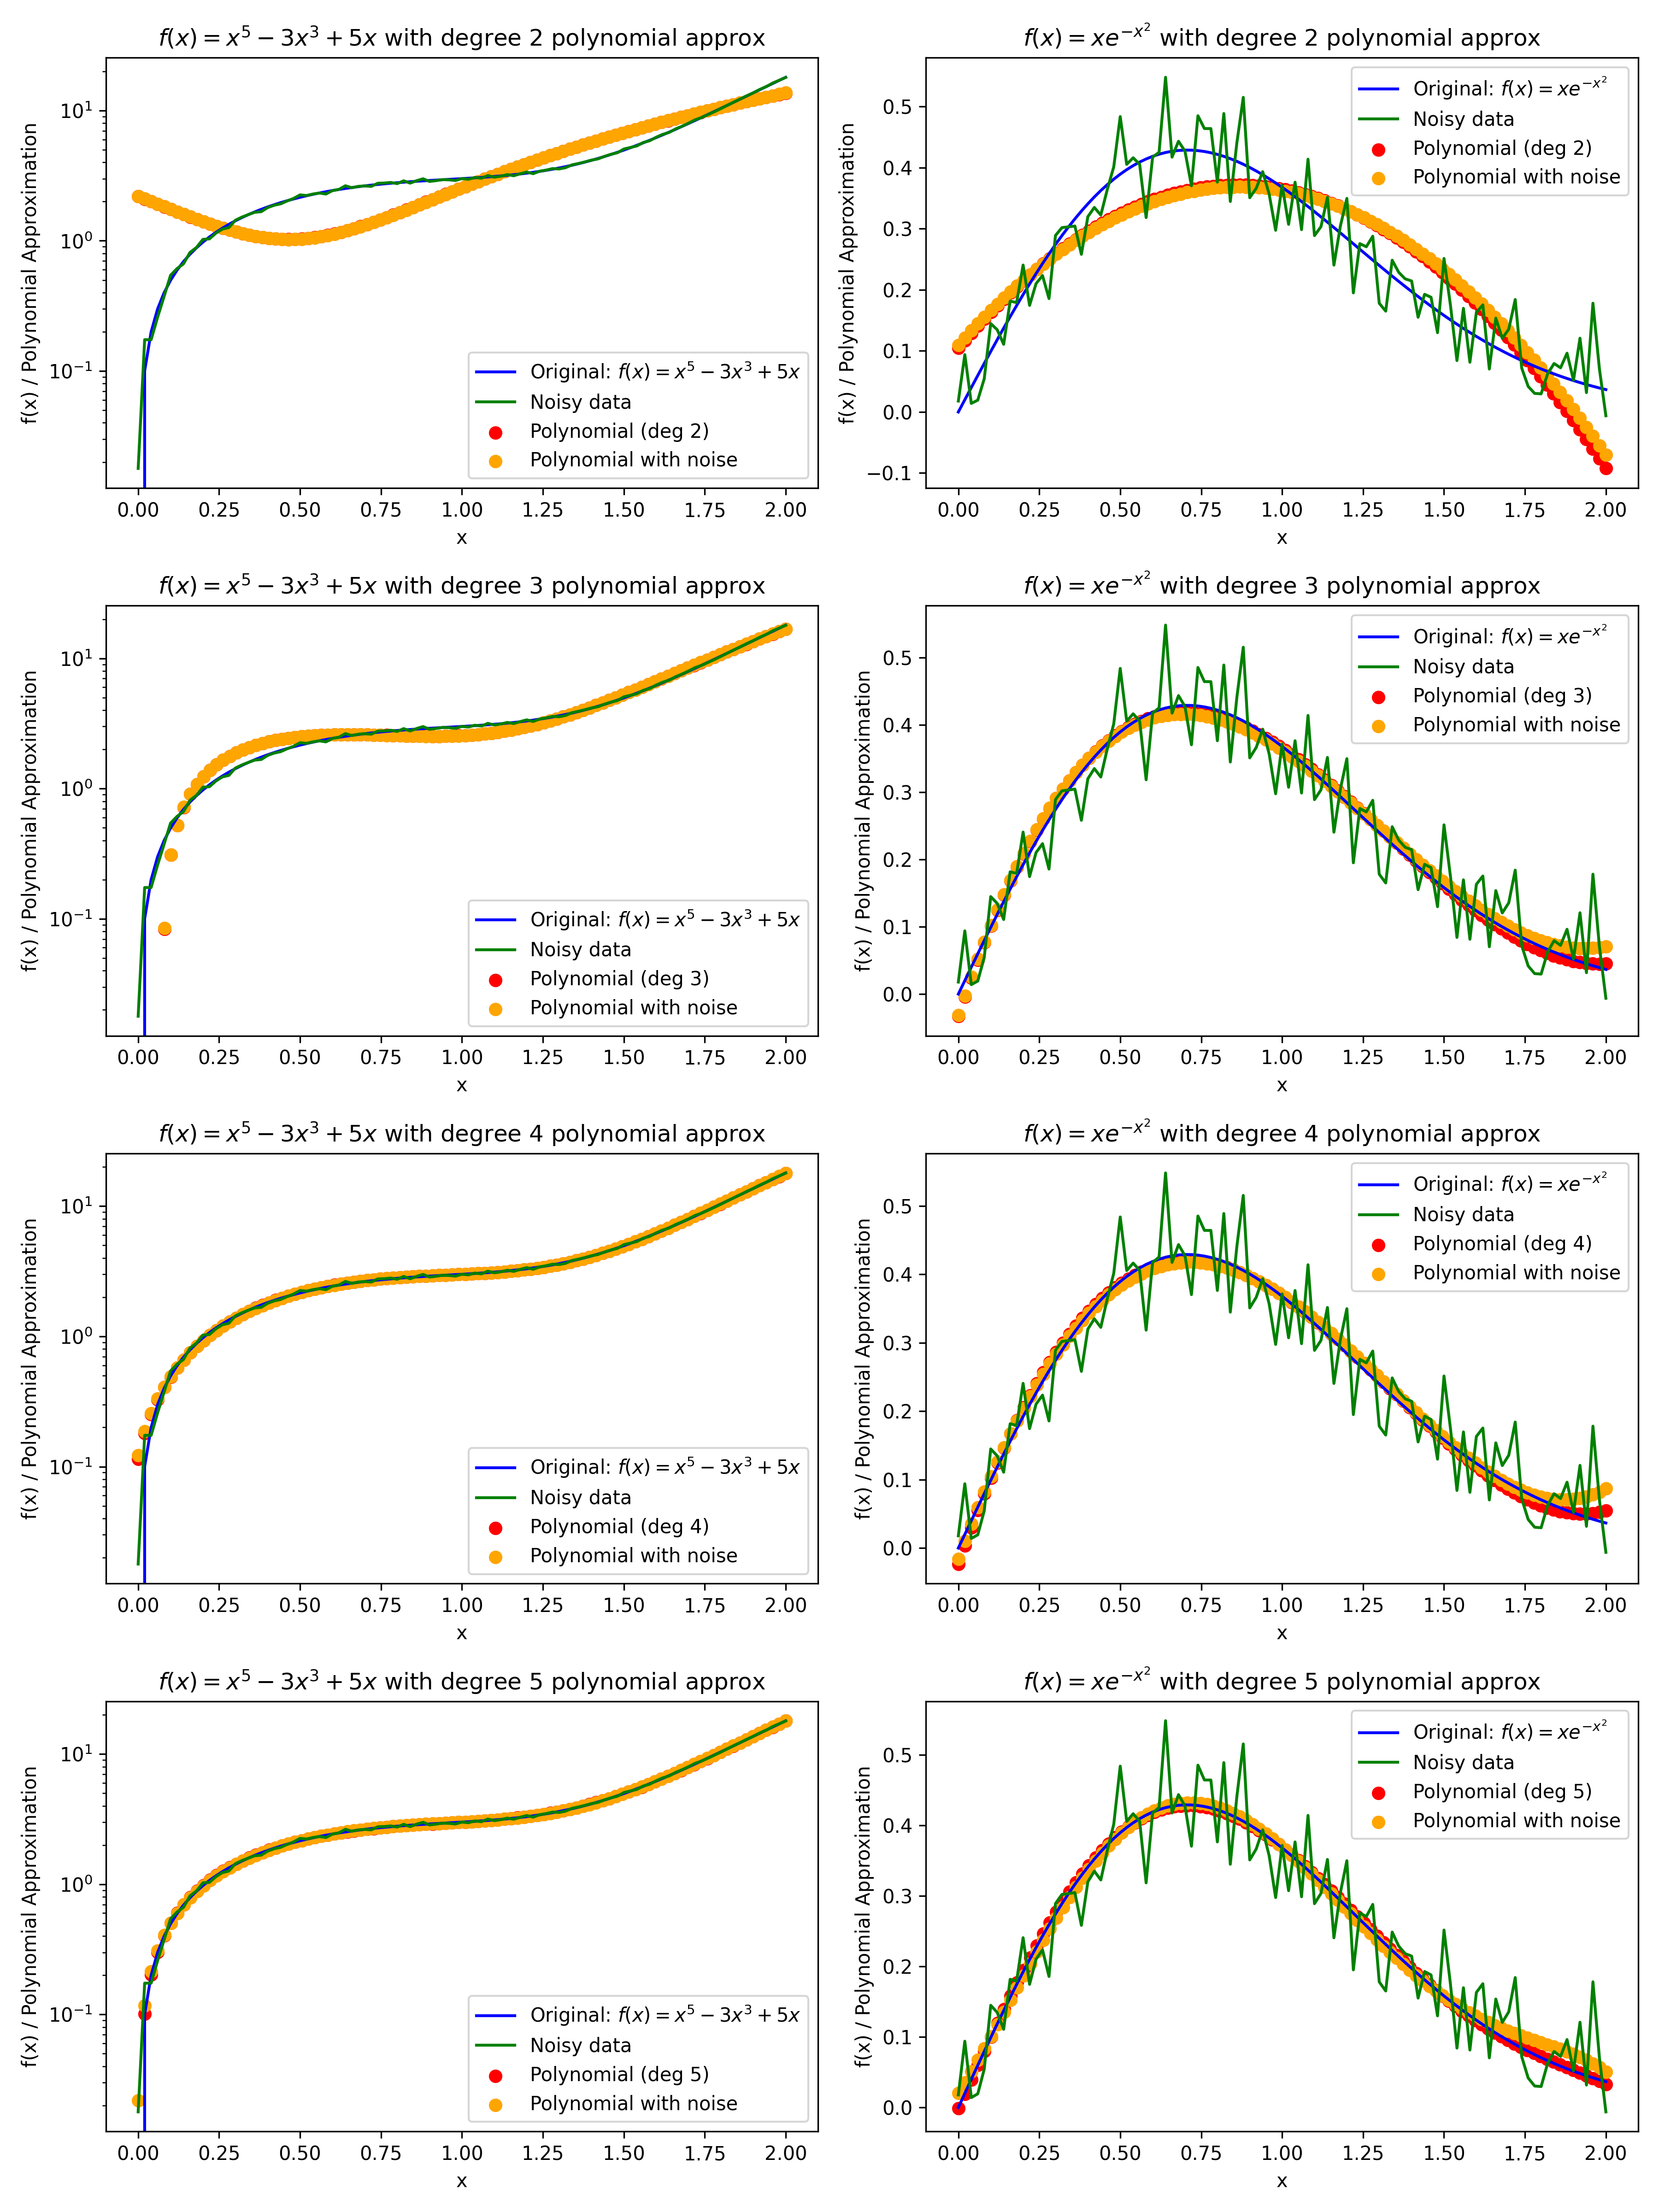 f(x) = x⁵ − 3x³ + 5x with degree 2 polynomial approx
f(x) / Polynomial Approximation
10¹
10⁰
10⁻¹
Original: f(x) = x⁵ − 3x³ + 5x
Noisy data
Polynomial (deg 2)
Polynomial with noise
0.00 0.25 0.50 0.75 1.00 1.25 1.50 1.75 2.00
x
f(x) = xe^{−x²} with degree 2 polynomial approx
f(x) / Polynomial Approximation
0.5
0.4
0.3
0.2
0.1
0.0
−0.1
Original: f(x) = xe^{−x²}
Noisy data
Polynomial (deg 2)
Polynomial with noise
0.00 0.25 0.50 0.75 1.00 1.25 1.50 1.75 2.00
x
f(x) = x⁵ − 3x³ + 5x with degree 3 polynomial approx
f(x) / Polynomial Approximation
10¹
10⁰
10⁻¹
Original: f(x) = x⁵ − 3x³ + 5x
Noisy data
Polynomial (deg 3)
Polynomial with noise
0.00 0.25 0.50 0.75 1.00 1.25 1.50 1.75 2.00
x
f(x) = xe^{−x²} with degree 3 polynomial approx
f(x) / Polynomial Approximation
0.5
0.4
0.3
0.2
0.1
0.0
Original: f(x) = xe^{−x²}
Noisy data
Polynomial (deg 3)
Polynomial with noise
0.00 0.25 0.50 0.75 1.00 1.25 1.50 1.75 2.00
x
f(x) = x⁵ − 3x³ + 5x with degree 4 polynomial approx
f(x) / Polynomial Approximation
10¹
10⁰
10⁻¹
Original: f(x) = x⁵ − 3x³ + 5x
Noisy data
Polynomial (deg 4)
Polynomial with noise
0.00 0.25 0.50 0.75 1.00 1.25 1.50 1.75 2.00
x
f(x) = xe^{−x²} with degree 4 polynomial approx
f(x) / Polynomial Approximation
0.5
0.4
0.3
0.2
0.1
0.0
Original: f(x) = xe^{−x²}
Noisy data
Polynomial (deg 4)
Polynomial with noise
0.00 0.25 0.50 0.75 1.00 1.25 1.50 1.75 2.00
x
f(x) = x⁵ − 3x³ + 5x with degree 5 polynomial approx
f(x) / Polynomial Approximation
10¹
10⁰
10⁻¹
Original: f(x) = x⁵ − 3x³ + 5x
Noisy data
Polynomial (deg 5)
Polynomial with noise
0.00 0.25 0.50 0.75 1.00 1.25 1.50 1.75 2.00
x
f(x) = xe^{−x²} with degree 5 polynomial approx
f(x) / Polynomial Approximation
0.5
0.4
0.3
0.2
0.1
0.0
Original: f(x) = xe^{−x²}
Noisy data
Polynomial (deg 5)
Polynomial with noise
0.00 0.25 0.50 0.75 1.00 1.25 1.50 1.75 2.00
x